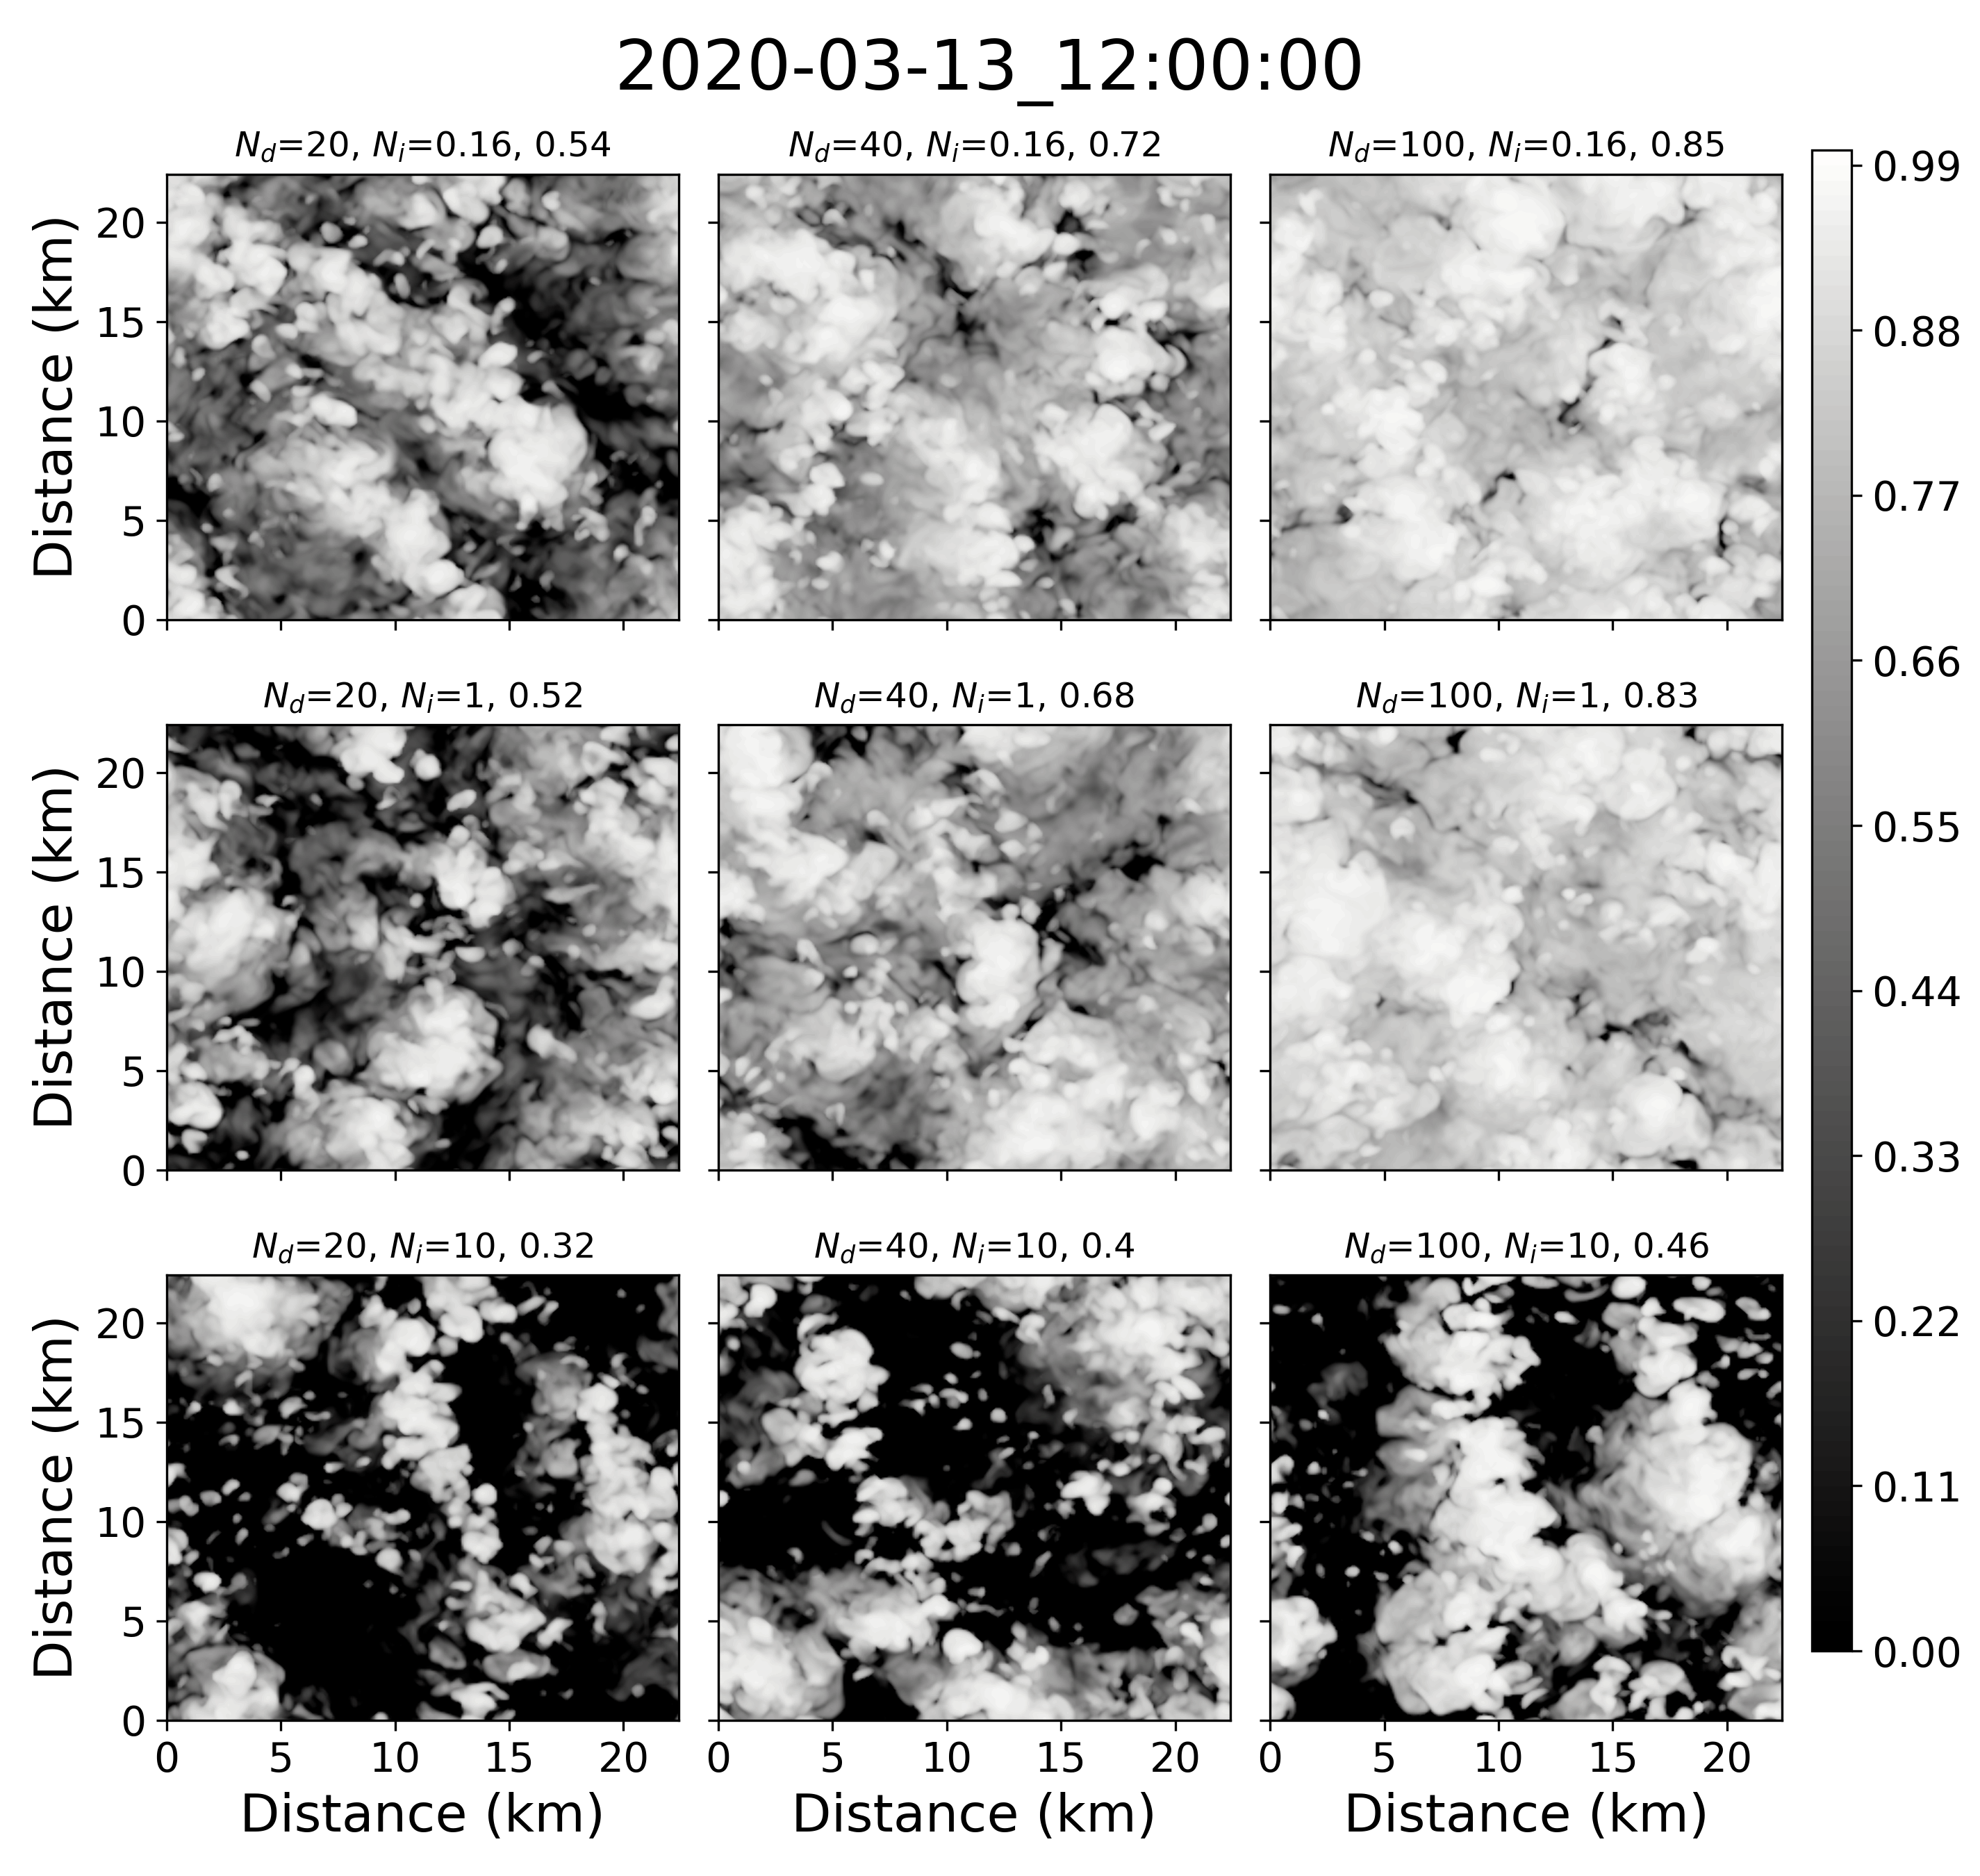 2020-03-13_12:00:00
N_d=20, N_i=0.16, 0.54
N_d=40, N_i=0.16, 0.72
N_d=100, N_i=0.16, 0.85
Distance (km)
20
15
10
5
0
N_d=20, N_i=1, 0.52
N_d=40, N_i=1, 0.68
N_d=100, N_i=1, 0.83
Distance (km)
20
15
10
5
0
N_d=20, N_i=10, 0.32
N_d=40, N_i=10, 0.4
N_d=100, N_i=10, 0.46
Distance (km)
20
15
10
5
0
0 5 10 15 20
0 5 10 15 20
0 5 10 15 20
Distance (km)
Distance (km)
Distance (km)
0.99
0.88
0.77
0.66
0.55
0.44
0.33
0.22
0.11
0.00